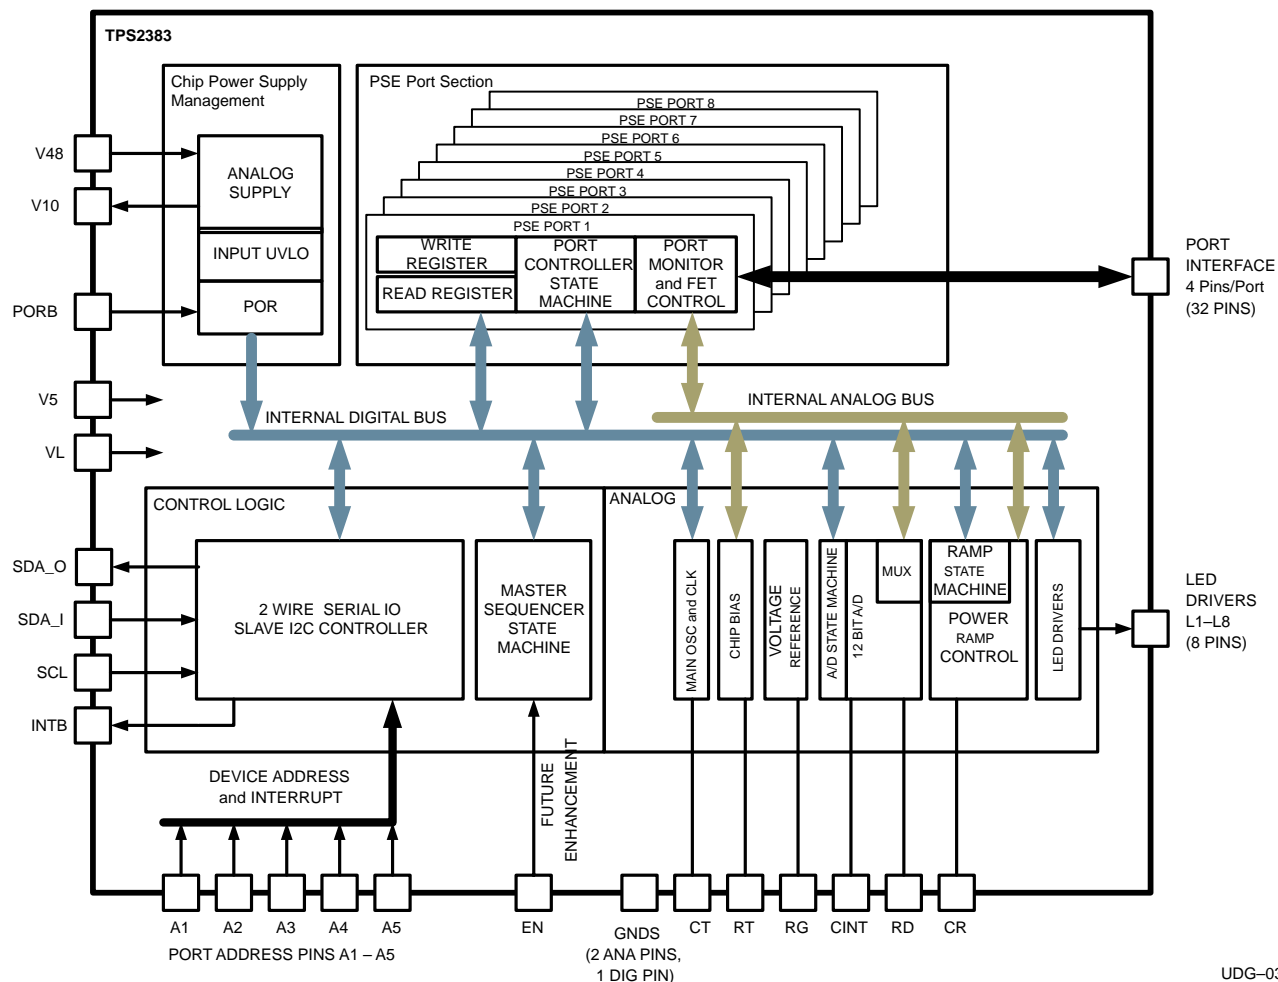 TPS2383
Chip Power Supply
Management
PSE Port Section
PSE PORT 8
PSE PORT 7
PSE PORT 6
PSE PORT 5
PSE PORT 4
PSE PORT 3
PSE PORT 2
PSE PORT 1
V48
V10
PORB
V5
VL
SDA_O
SDA_I
SCL
INTB
ANALOG
SUPPLY
INPUT UVLO
POR
WRITE
REGISTER
READ REGISTER
PORT
CONTROLLER
STATE
MACHINE
PORT
MONITOR
and FET
CONTROL
PORT
INTERFACE
4 Pins/Port
(32 PINS)
INTERNAL DIGITAL BUS
INTERNAL ANALOG BUS
CONTROL LOGIC
ANALOG
2 WIRE SERIAL IO
SLAVE I2C CONTROLLER
MASTER
SEQUENCER
STATE
MACHINE
MAIN OSC and CLK
CHIP BIAS
VOLTAGE
REFERENCE
A/D STATE MACHINE
12 BIT A/D
MUX
RAMP
STATE
MACHINE
POWER
RAMP
CONTROL
LED DRIVERS
LED
DRIVERS
L1–L8
(8 PINS)
DEVICE ADDRESS
and INTERRUPT
FUTURE
ENHANCEMENT
A1
A2
A3
A4
A5
PORT ADDRESS PINS A1 – A5
EN
GNDS
(2 ANA PINS,
1 DIG PIN)
CT
RT
RG
CINT
RD
CR
UDG–03